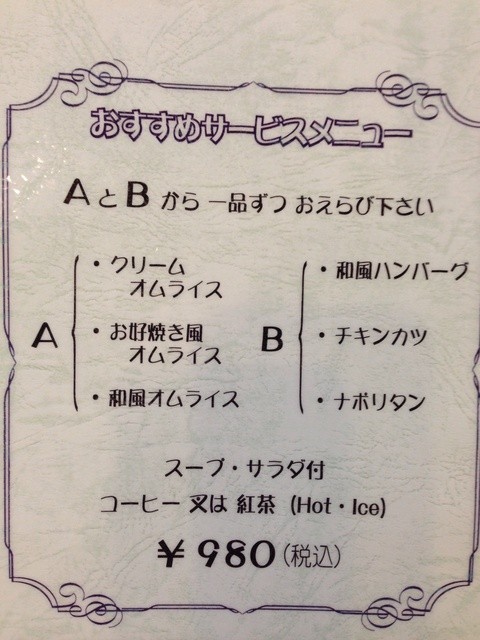 おすすめサービスメニュー
AとBから 一品ずつ おえらび下さい
A
・クリーム
オムライス
・お好焼き風
オムライス
・和風オムライス
B
・和風ハンバーグ
・チキンカツ
・ナポリタン
スープ・サラダ付
コーヒー 又は 紅茶 (Hot・Ice)
¥980(税込)